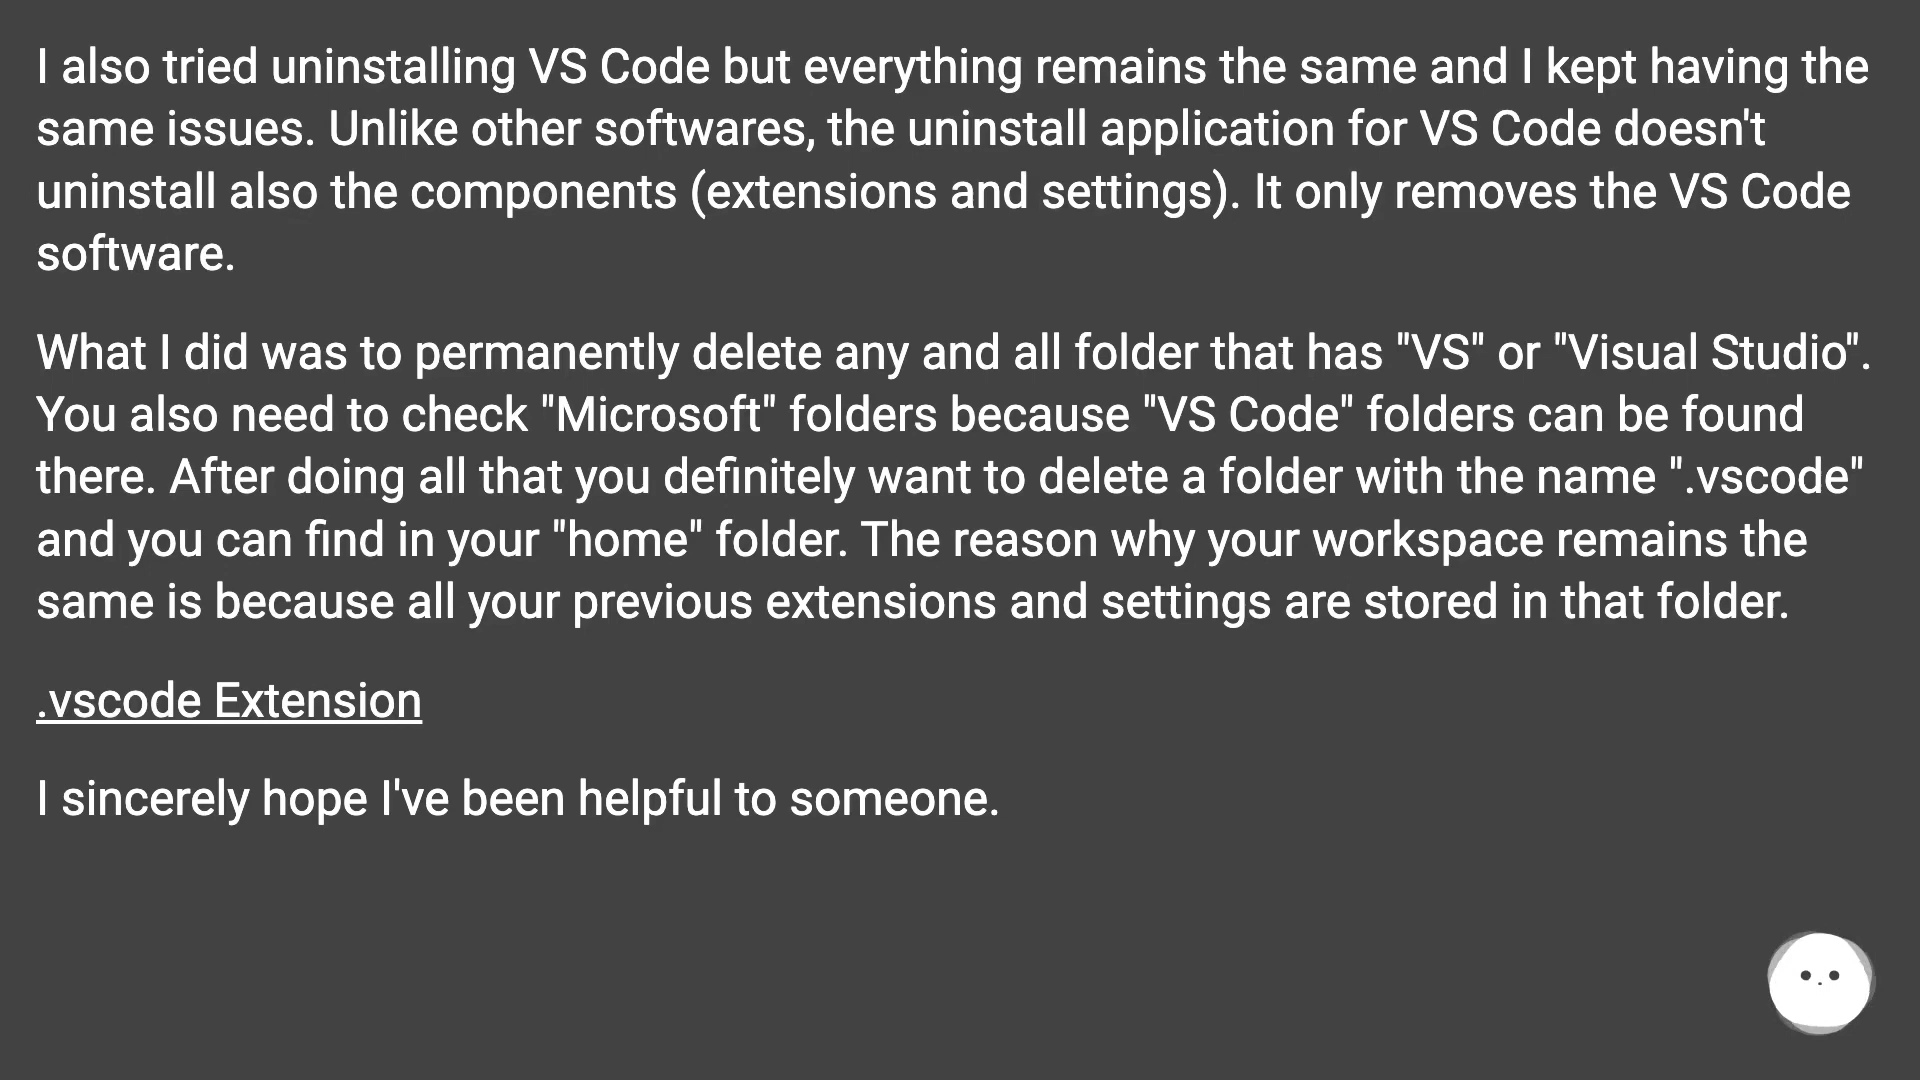 I also tried uninstalling VS Code but everything remains the same and I kept having the
same issues. Unlike other softwares, the uninstall application for VS Code doesn't
uninstall also the components (extensions and settings). It only removes the VS Code
software.
What I did was to permanently delete any and all folder that has "VS" or "Visual Studio".
You also need to check "Microsoft" folders because "VS Code" folders can be found
there. After doing all that you definitely want to delete a folder with the name ".vscode"
and you can find in your "home" folder. The reason why your workspace remains the
same is because all your previous extensions and settings are stored in that folder.
.vscode Extension
I sincerely hope I've been helpful to someone.